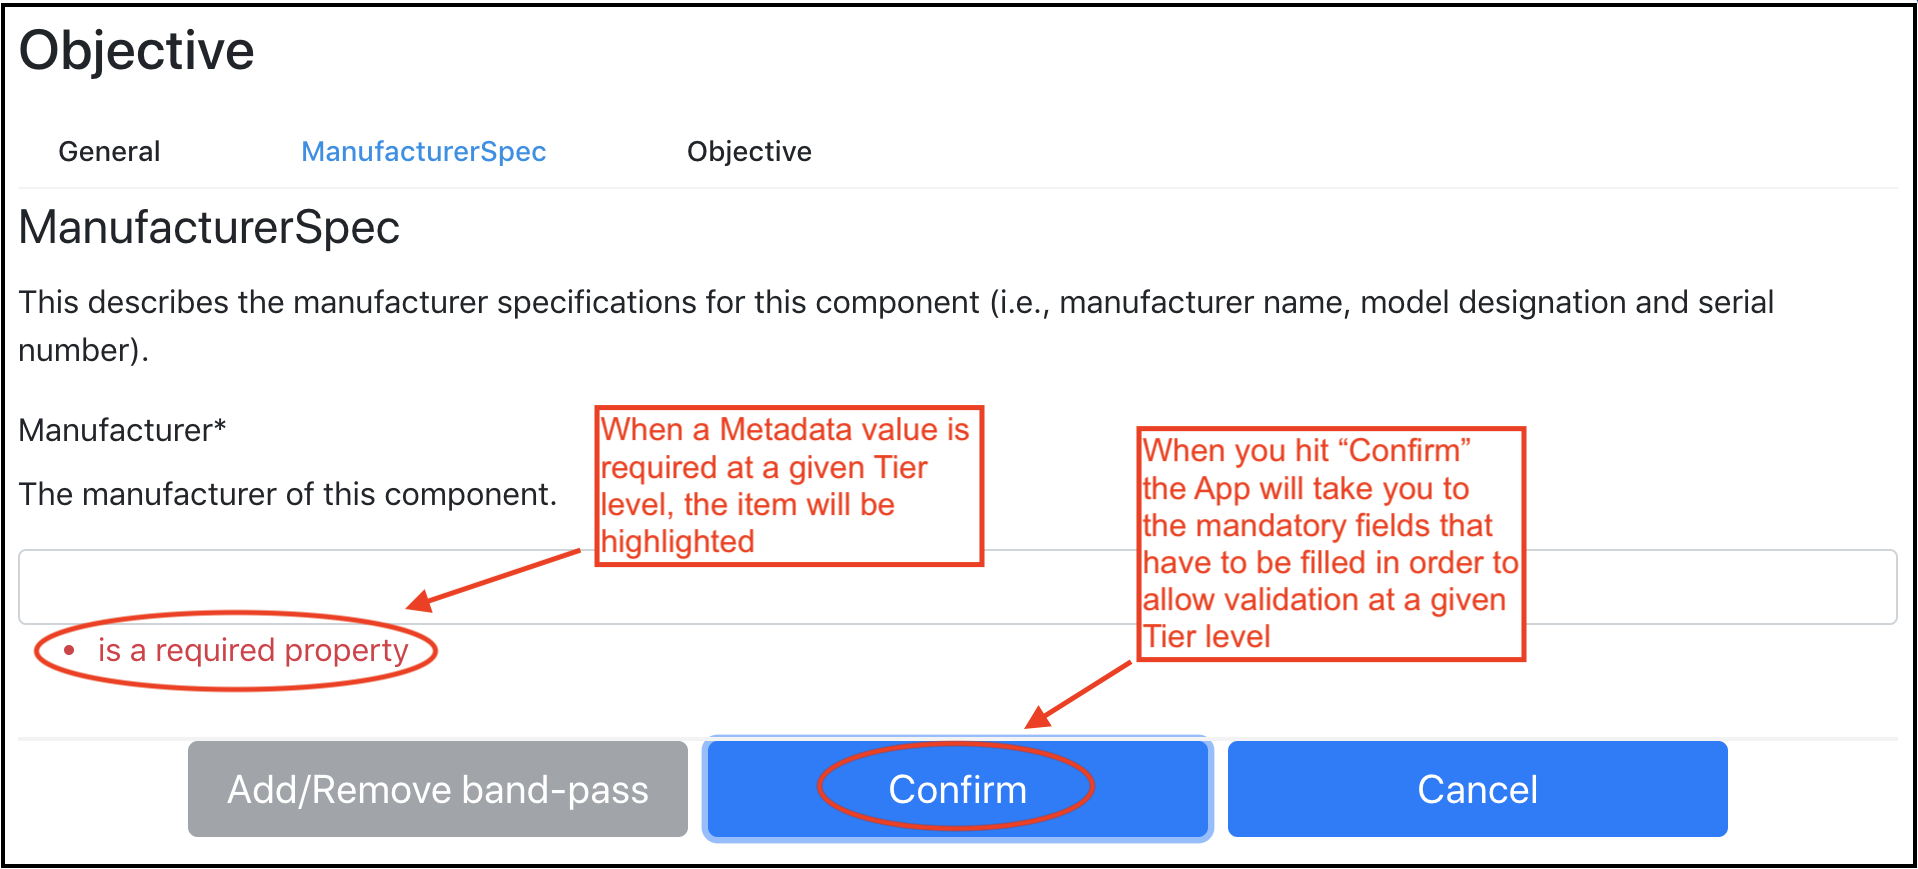 Objective
General ManufacturerSpec Objective
ManufacturerSpec
This describes the manufacturer specifications for this component (i.e., manufacturer name, model designation and serial
number).
Manufacturer*
The manufacturer of this component.
When a Metadata value is
required at a given Tier
level, the item will be
highlighted
When you hit “Confirm”
the App will take you to
the mandatory fields that
have to be filled in order to
allow validation at a given
Tier level
• is a required property
Add/Remove band-pass Confirm Cancel